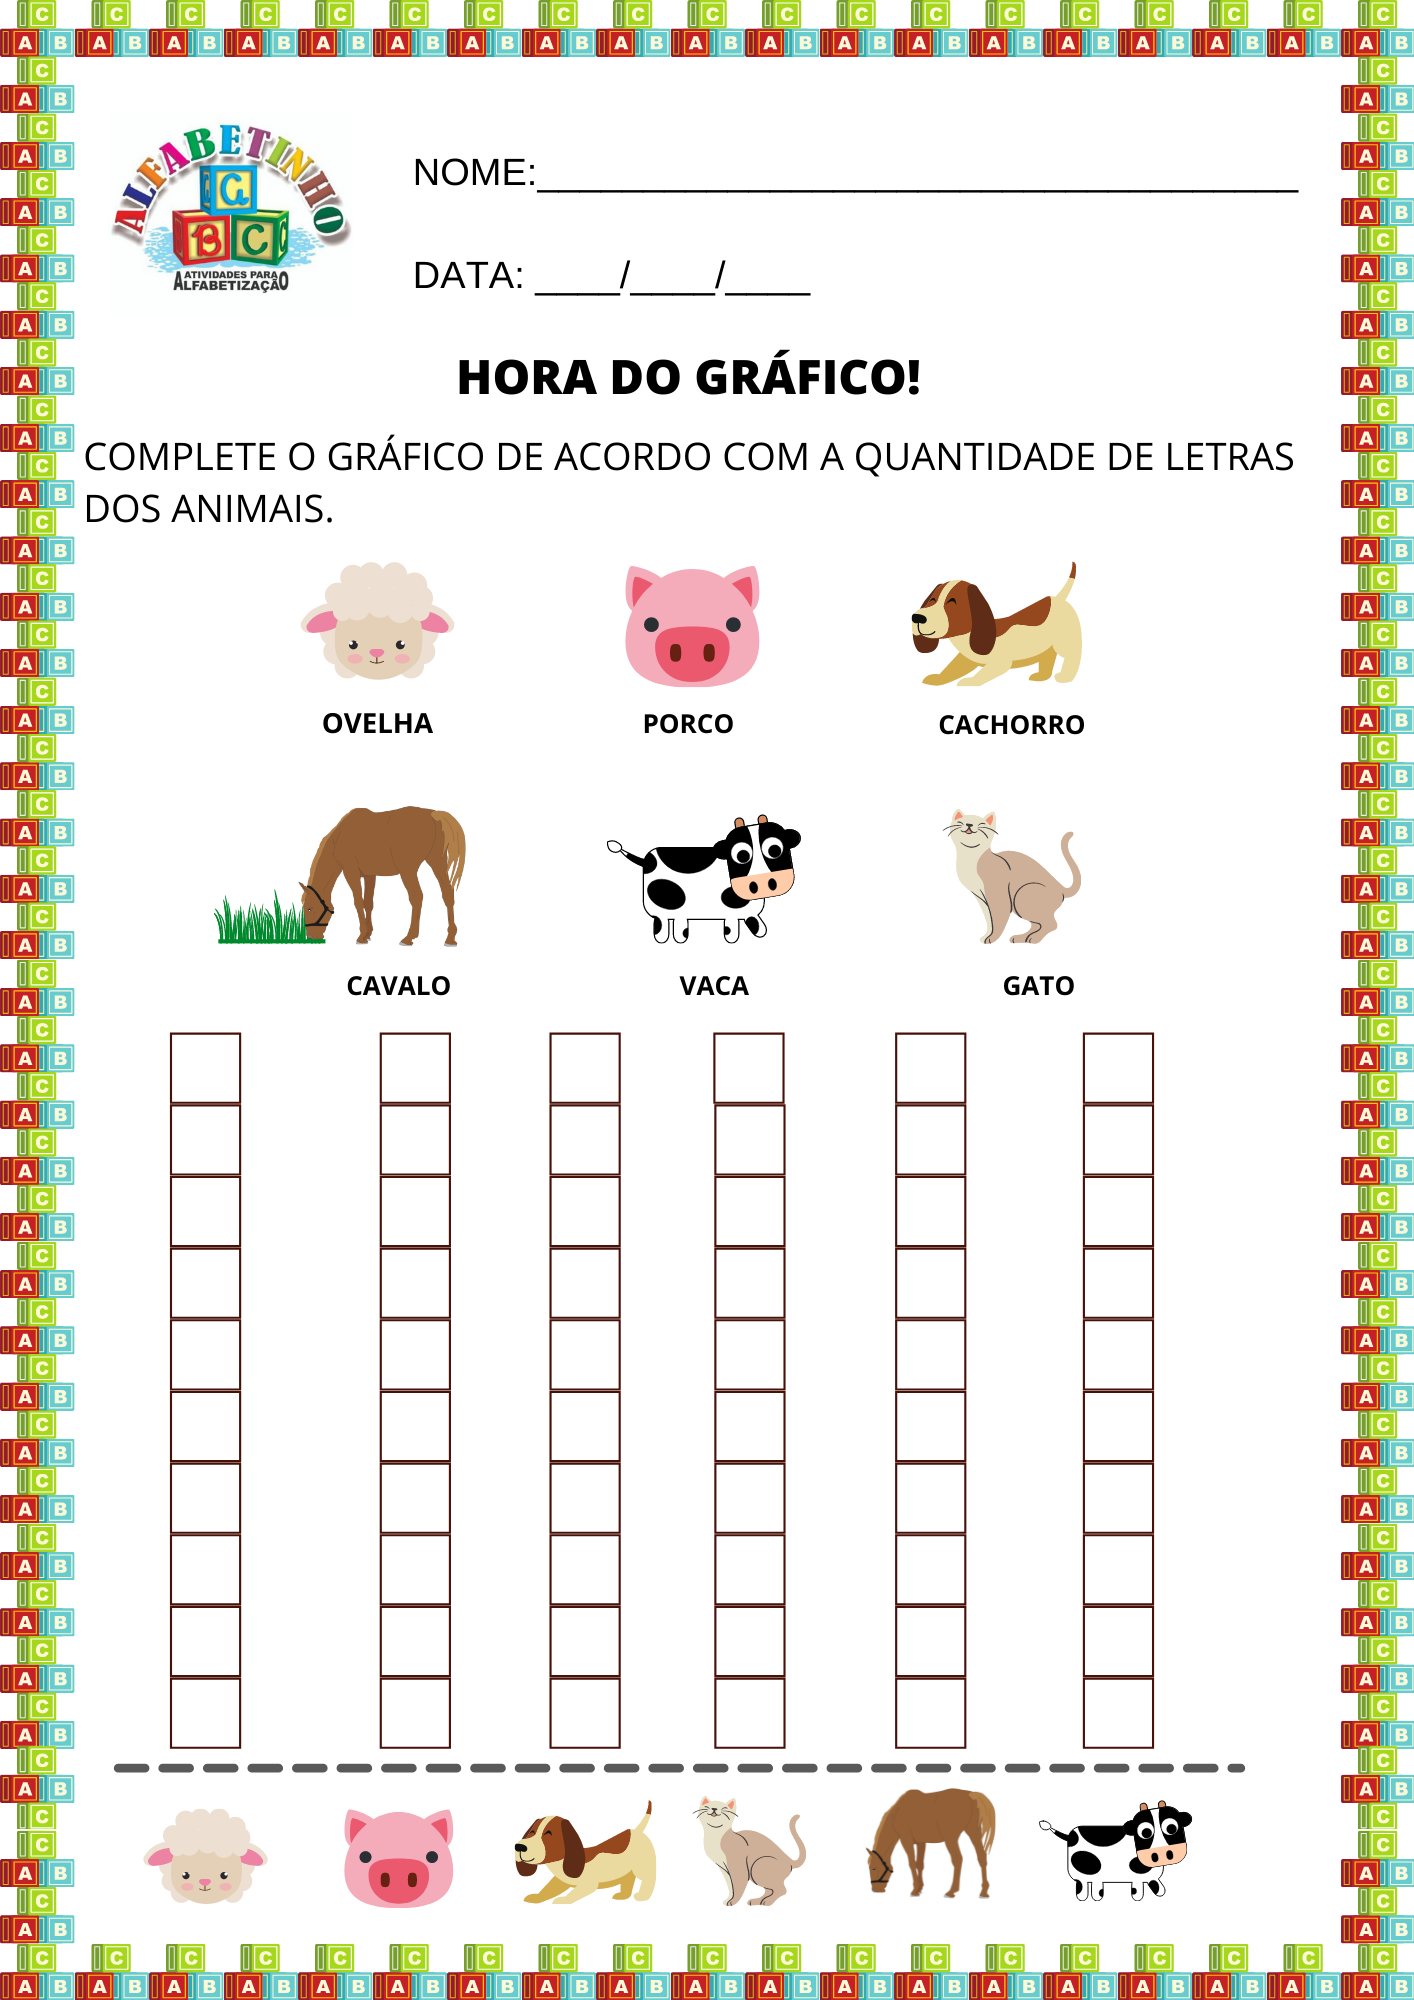 ALFABETINHO
A
B C C
ATIVIDADES PARA
ALFABETIZAÇÃO
NOME:____________________________________
DATA: ____/____/____
HORA DO GRÁFICO!
COMPLETE O GRÁFICO DE ACORDO COM A QUANTIDADE DE LETRAS
DOS ANIMAIS.
OVELHA PORCO CACHORRO
CAVALO VACA GATO